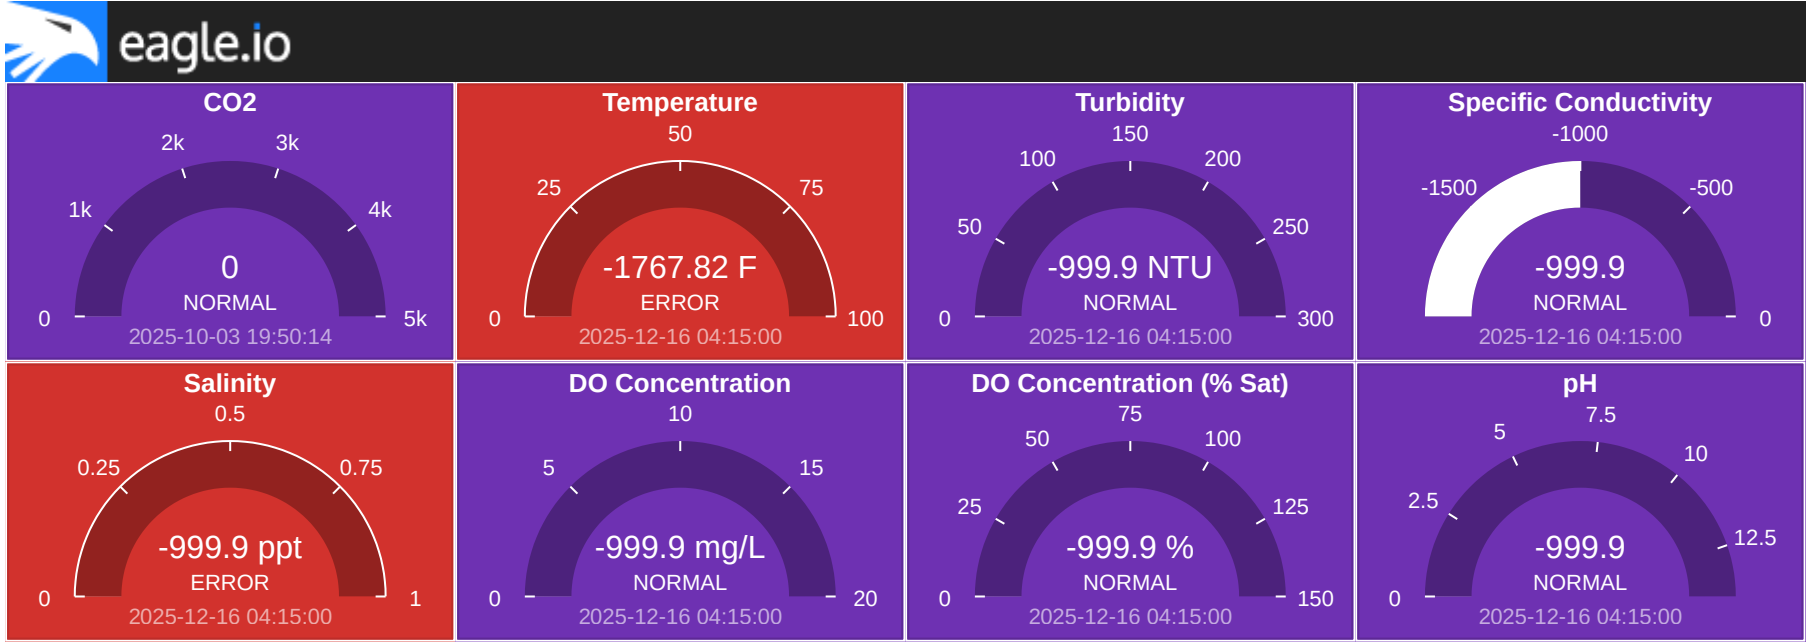 eagle.io
CO2
0
1k
2k
3k
4k
5k
0
NORMAL
2025-10-03 19:50:14
Temperature
0
25
50
75
100
-1767.82 F
ERROR
2025-12-16 04:15:00
Turbidity
0
50
100
150
200
250
300
-999.9 NTU
NORMAL
2025-12-16 04:15:00
Specific Conductivity
-1500
-1000
-500
0
-999.9
NORMAL
2025-12-16 04:15:00
Salinity
0
0.25
0.5
0.75
1
-999.9 ppt
ERROR
2025-12-16 04:15:00
DO Concentration
0
5
10
15
20
-999.9 mg/L
NORMAL
2025-12-16 04:15:00
DO Concentration (% Sat)
0
25
50
75
100
125
150
-999.9 %
NORMAL
2025-12-16 04:15:00
pH
0
2.5
5
7.5
10
12.5
-999.9
NORMAL
2025-12-16 04:15:00